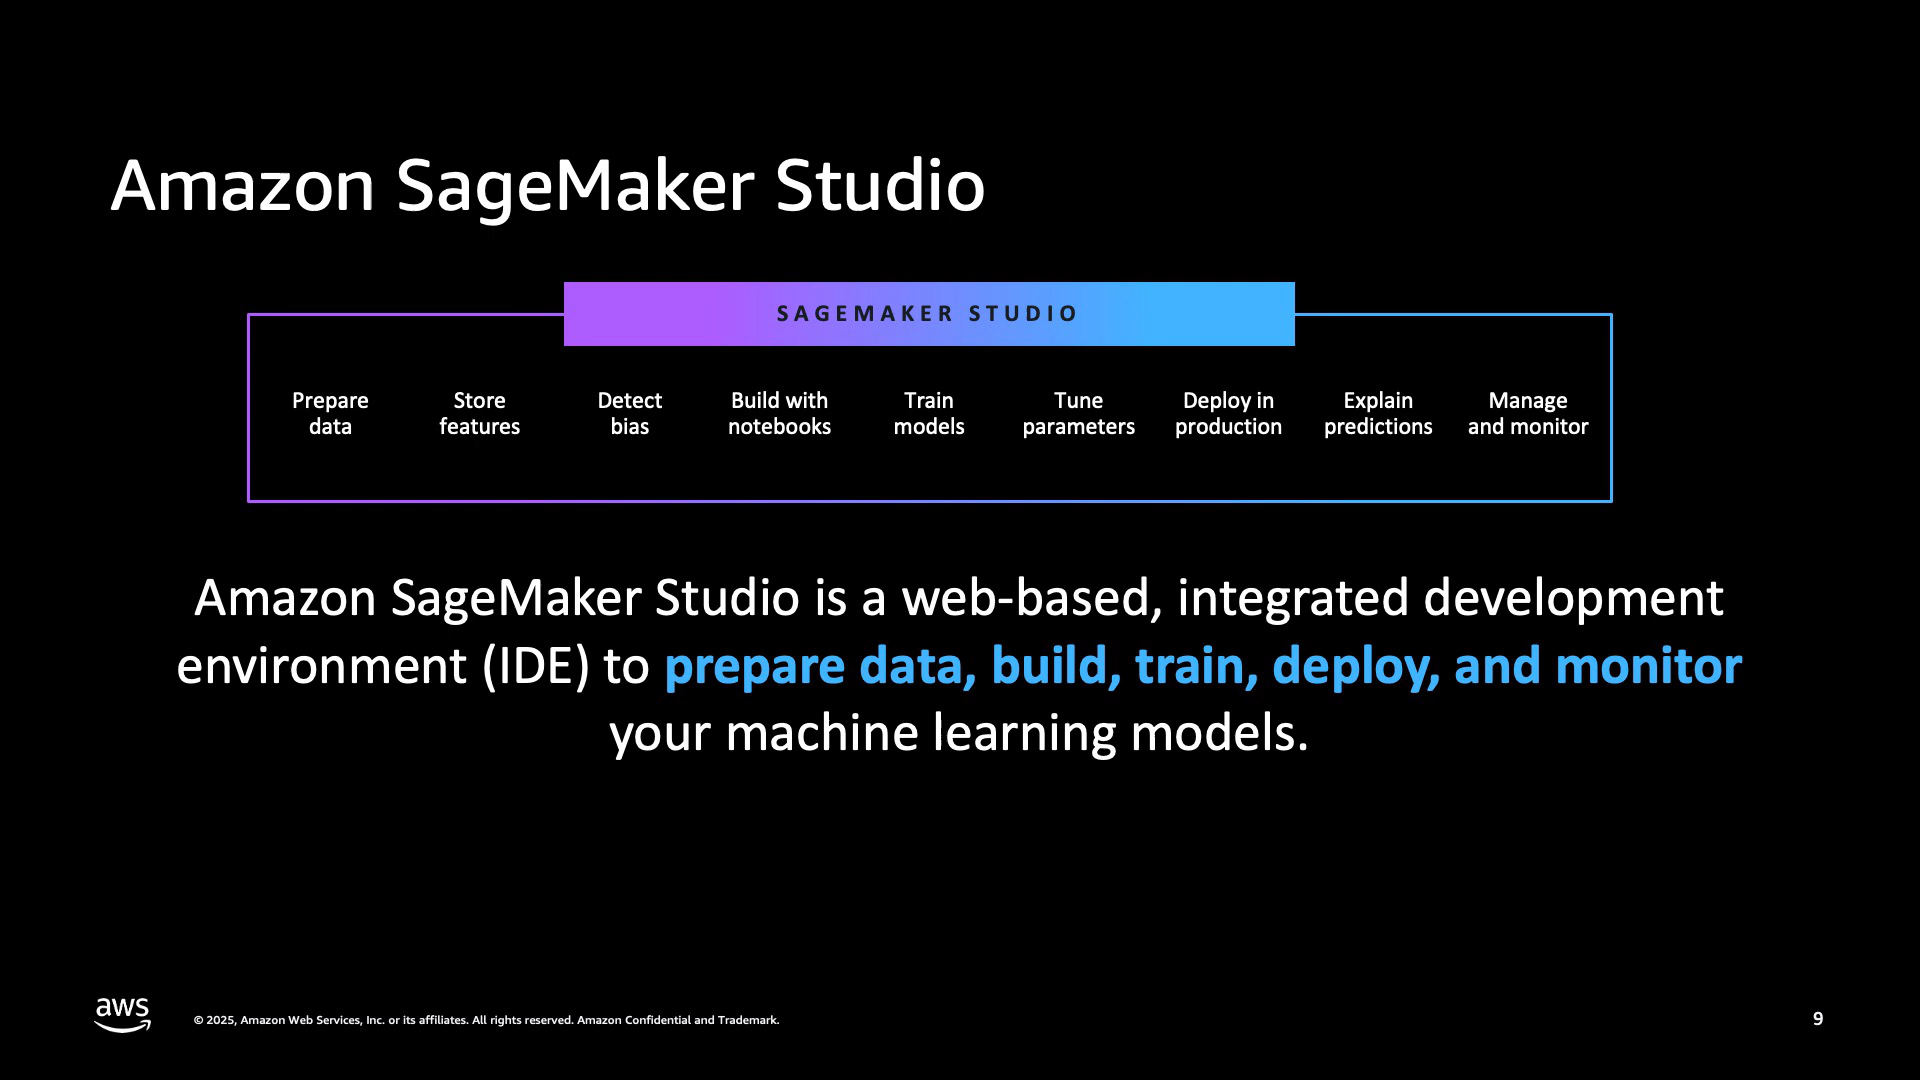 Amazon SageMaker Studio
SAGEMAKER STUDIO
Prepare
data
Store
features
Detect
bias
Build with
notebooks
Train
models
Tune
parameters
Deploy in
production
Explain
predictions
Manage
and monitor
Amazon SageMaker Studio is a web-based, integrated development
environment (IDE) to prepare data, build, train, deploy, and monitor
your machine learning models.
aws
© 2025, Amazon Web Services, Inc. or its affiliates. All rights reserved. Amazon Confidential and Trademark.
9